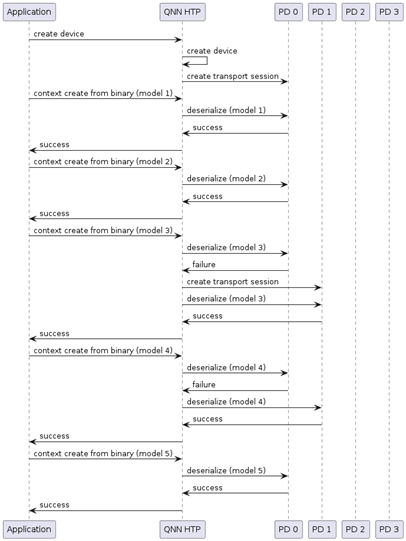 Application QNN HTP PD 0 PD 1 PD 2 PD 3
create device
create device
create transport session
context create from binary (model 1)
deserialize (model 1)
success
success
context create from binary (model 2)
deserialize (model 2)
success
success
context create from binary (model 3)
deserialize (model 3)
failure
create transport session
deserialize (model 3)
success
success
context create from binary (model 4)
deserialize (model 4)
failure
deserialize (model 4)
success
success
context create from binary (model 5)
deserialize (model 5)
success
success
Application QNN HTP PD 0 PD 1 PD 2 PD 3